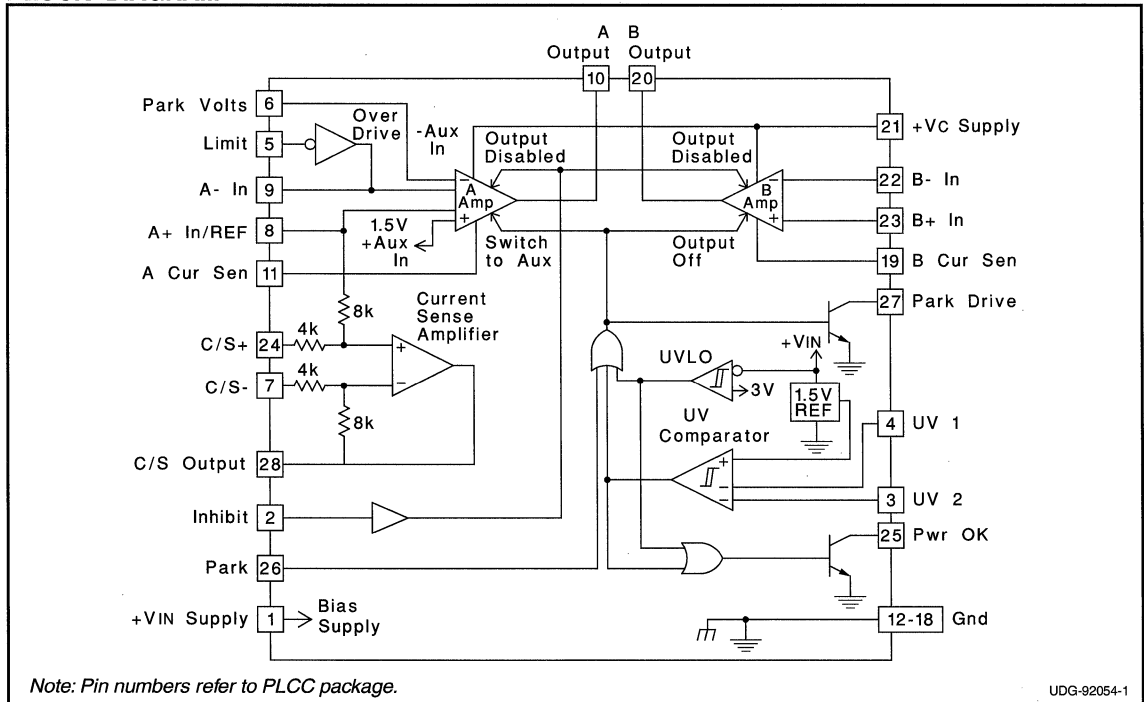 A B
Output Output
10 20
Park Volts 6
Limit 5
A- In 9
A+ In/REF 8
A Cur Sen 11
C/S+ 24
C/S- 7
C/S Output 28
Inhibit 2
Park 26
+VIN Supply 1
Over
Drive
-Aux
In
Output
Disabled
Output
Disabled
−
A
Amp
+
−
B
Amp
+
1.5V
+Aux
In
Switch
to Aux
Output
Off
21 +VC Supply
22 B- In
23 B+ In
19 B Cur Sen
27 Park Drive
4 UV 1
3 UV 2
25 Pwr OK
12-18 Gnd
8k
4k
4k
8k
Current
Sense
Amplifier
+
−
UVLO
+VIN
3V
1.5V
REF
UV
Comparator
+
−
−
Bias
Supply
Note: Pin numbers refer to PLCC package.
UDG-92054-1